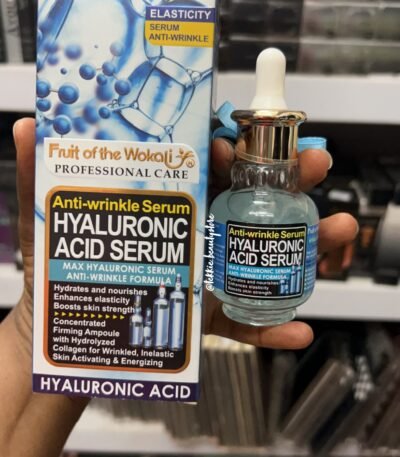 ELASTICITY
SERUM
ANTI-WRINKLE
Fruit of the Wokali
PROFESSIONAL CARE
Anti-wrinkle Serum
HYALURONIC
ACID SERUM
MAX HYALURONIC SERUM
ANTI-WRINKLE FORMULA
Hydrates and nourishes
Enhances elasticity
Boosts skin strength
Concentrated
Firming Ampoule
with Hydrolyzed
Collagen for Wrinkled, Inelastic
Skin Activating & Energizing
HYALURONIC ACID
Anti-wrinkle Serum
HYALURONIC
ACID SERUM
MAX HYALURONIC SERUM
ANTI-WRINKLE FORMULA
Hydrates and nourishes
Enhances elasticity
Boosts skin strength